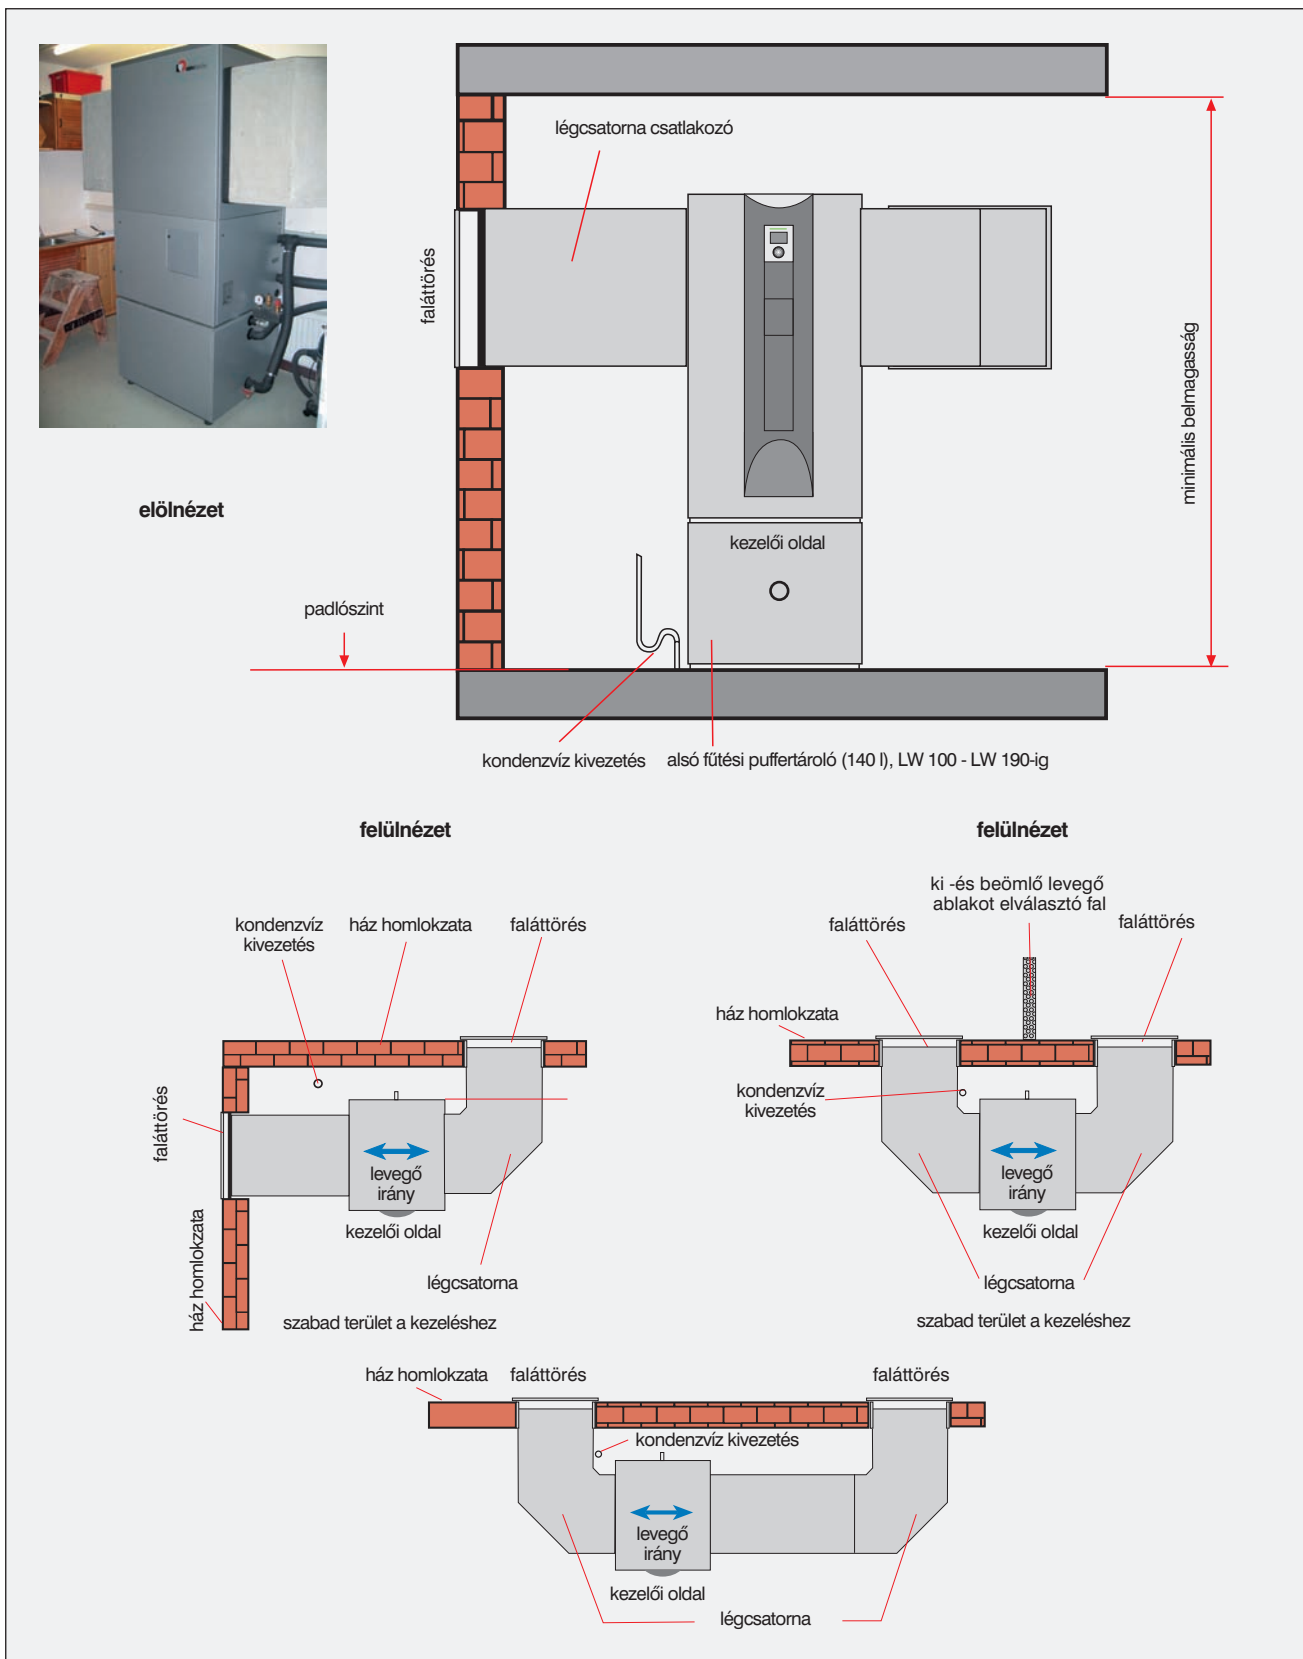 légcsatorna csatlakozó
faláttörés
minimális belmagasság
elölnézet
kezelői oldal
padlószint
kondenzvíz kivezetés
alsó fűtési puffertároló (140 l), LW 100 - LW 190-ig
felülnézet
kondenzvíz
kivezetés
ház homlokzata
faláttörés
faláttörés
levegő
irány
kezelői oldal
ház homlokzata
légcsatorna
szabad terület a kezeléshez
felülnézet
ki -és beömlő levegő
ablakot elválasztó fal
faláttörés
faláttörés
ház homlokzata
kondenzvíz
kivezetés
levegő
irány
kezelői oldal
légcsatorna
szabad terület a kezeléshez
ház homlokzata
faláttörés
faláttörés
kondenzvíz kivezetés
levegő
irány
kezelői oldal
légcsatorna